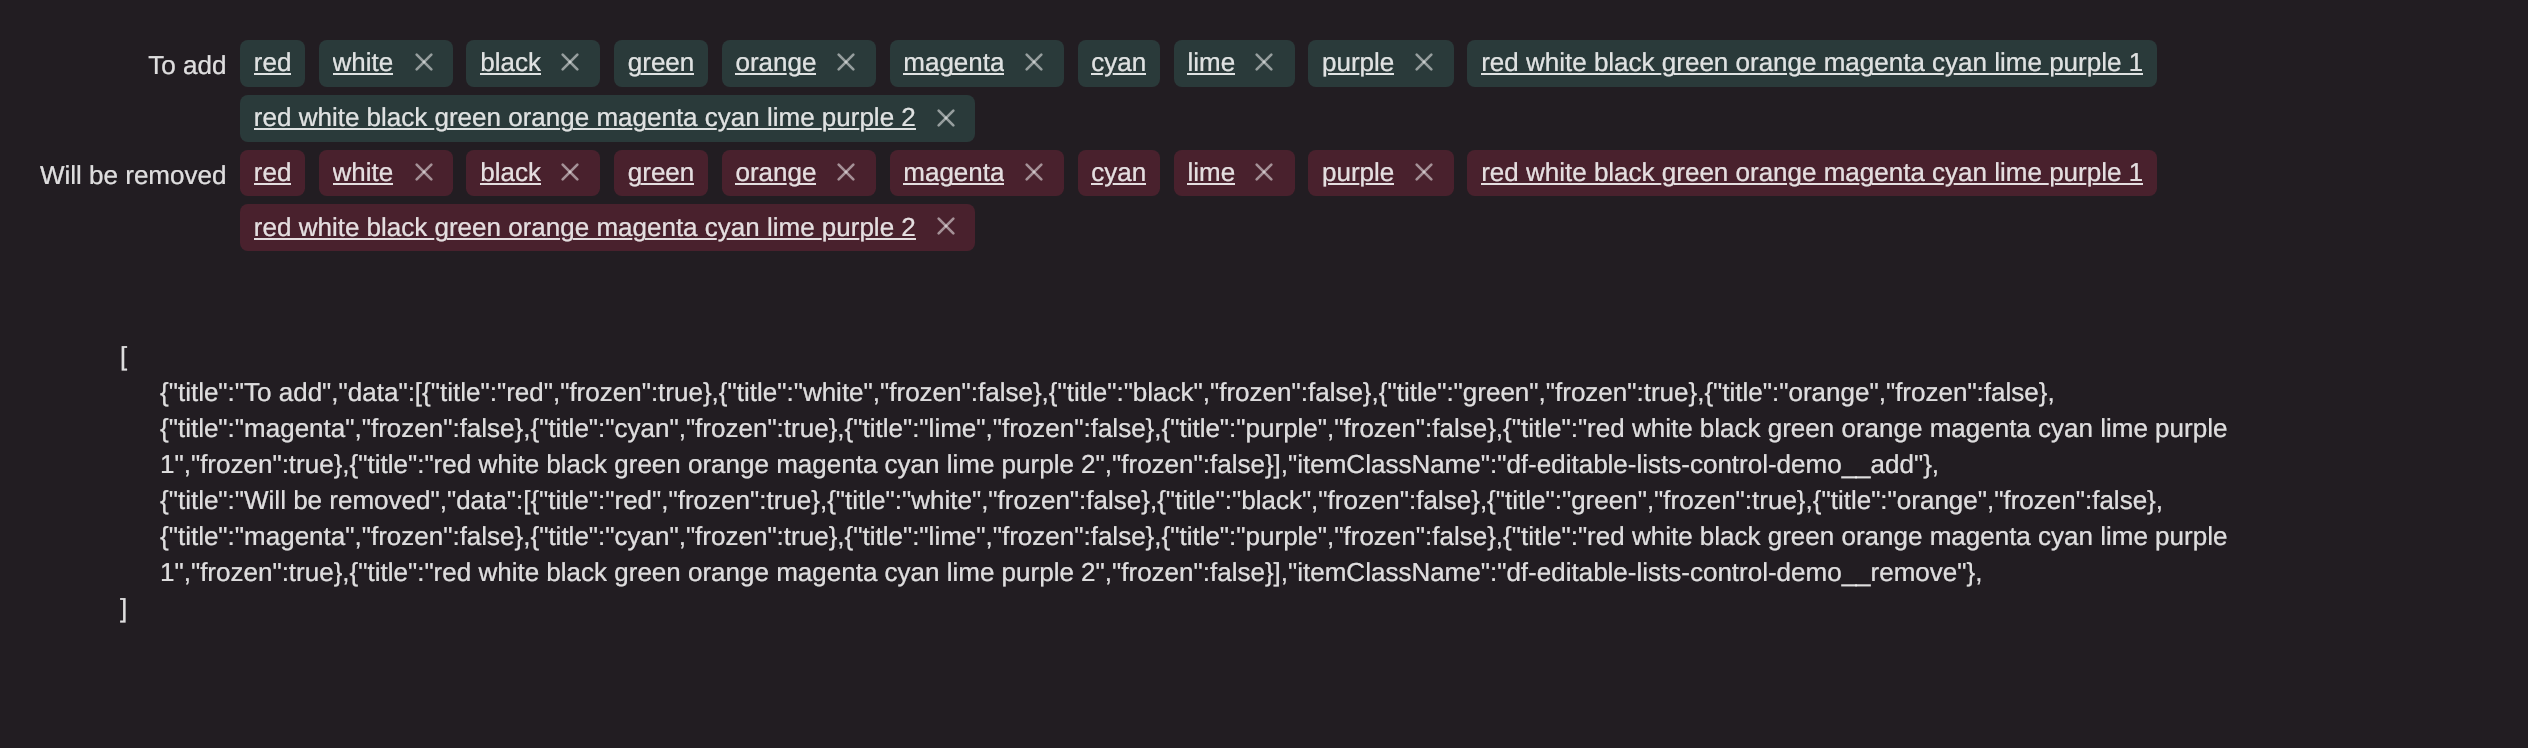 To add red white black green orange magenta cyan lime purple red white black green orange magenta cyan lime purple 1
red white black green orange magenta cyan lime purple 2
Will be removed red white black green orange magenta cyan lime purple red white black green orange magenta cyan lime purple 1
red white black green orange magenta cyan lime purple 2
[
{"title":"To add","data":[{"title":"red","frozen":true},{"title":"white","frozen":false},{"title":"black","frozen":false},{"title":"green","frozen":true},{"title":"orange","frozen":false},
{"title":"magenta","frozen":false},{"title":"cyan","frozen":true},{"title":"lime","frozen":false},{"title":"purple","frozen":false},{"title":"red white black green orange magenta cyan lime purple
1","frozen":true},{"title":"red white black green orange magenta cyan lime purple 2","frozen":false}],"itemClassName":"df-editable-lists-control-demo__add"},
{"title":"Will be removed","data":[{"title":"red","frozen":true},{"title":"white","frozen":false},{"title":"black","frozen":false},{"title":"green","frozen":true},{"title":"orange","frozen":false},
{"title":"magenta","frozen":false},{"title":"cyan","frozen":true},{"title":"lime","frozen":false},{"title":"purple","frozen":false},{"title":"red white black green orange magenta cyan lime purple
1","frozen":true},{"title":"red white black green orange magenta cyan lime purple 2","frozen":false}],"itemClassName":"df-editable-lists-control-demo__remove"},
]